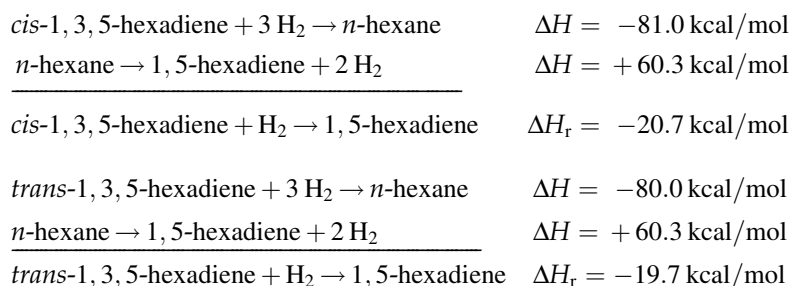 cis-1,3,5-hexadiene + 3 H₂ → n-hexane ΔH = −81.0 kcal/mol
n-hexane → 1,5-hexadiene + 2 H₂ ΔH = +60.3 kcal/mol
cis-1,3,5-hexadiene + H₂ → 1,5-hexadiene ΔHᵣ = −20.7 kcal/mol
trans-1,3,5-hexadiene + 3 H₂ → n-hexane ΔH = −80.0 kcal/mol
n-hexane → 1,5-hexadiene + 2 H₂ ΔH = +60.3 kcal/mol
trans-1,3,5-hexadiene + H₂ → 1,5-hexadiene ΔHᵣ = −19.7 kcal/mol